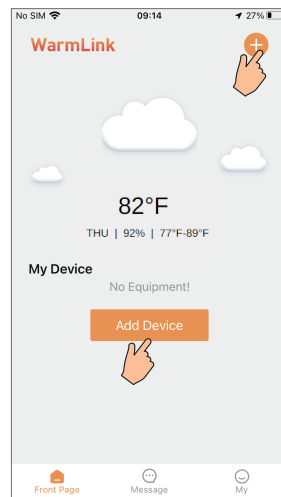 No SIM 09:14 27%
WarmLink
82°F
THU | 92% | 77°F-89°F
My Device
No Equipment!
Add Device
Front Page Message My